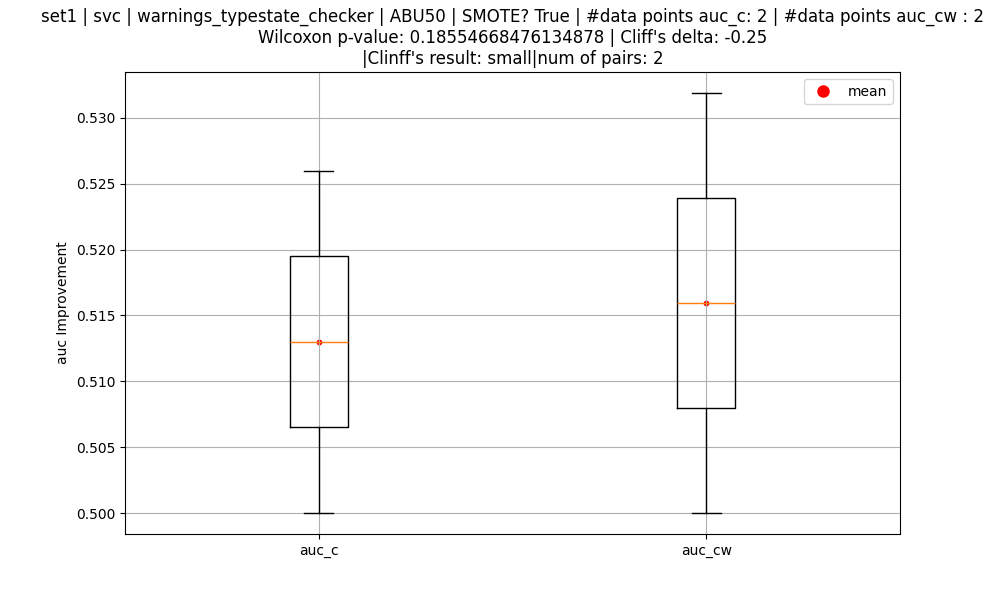 set1 | svc | warnings_typestate_checker | ABU50 | SMOTE? True | #data points auc_c: 2 | #data points auc_cw : 2
Wilcoxon p-value: 0.18554668476134878 | Cliff's delta: -0.25
|Clinff's result: small|num of pairs: 2
mean
0.530
0.525
0.520
0.515
0.510
0.505
0.500
auc Improvement
auc_c
auc_cw